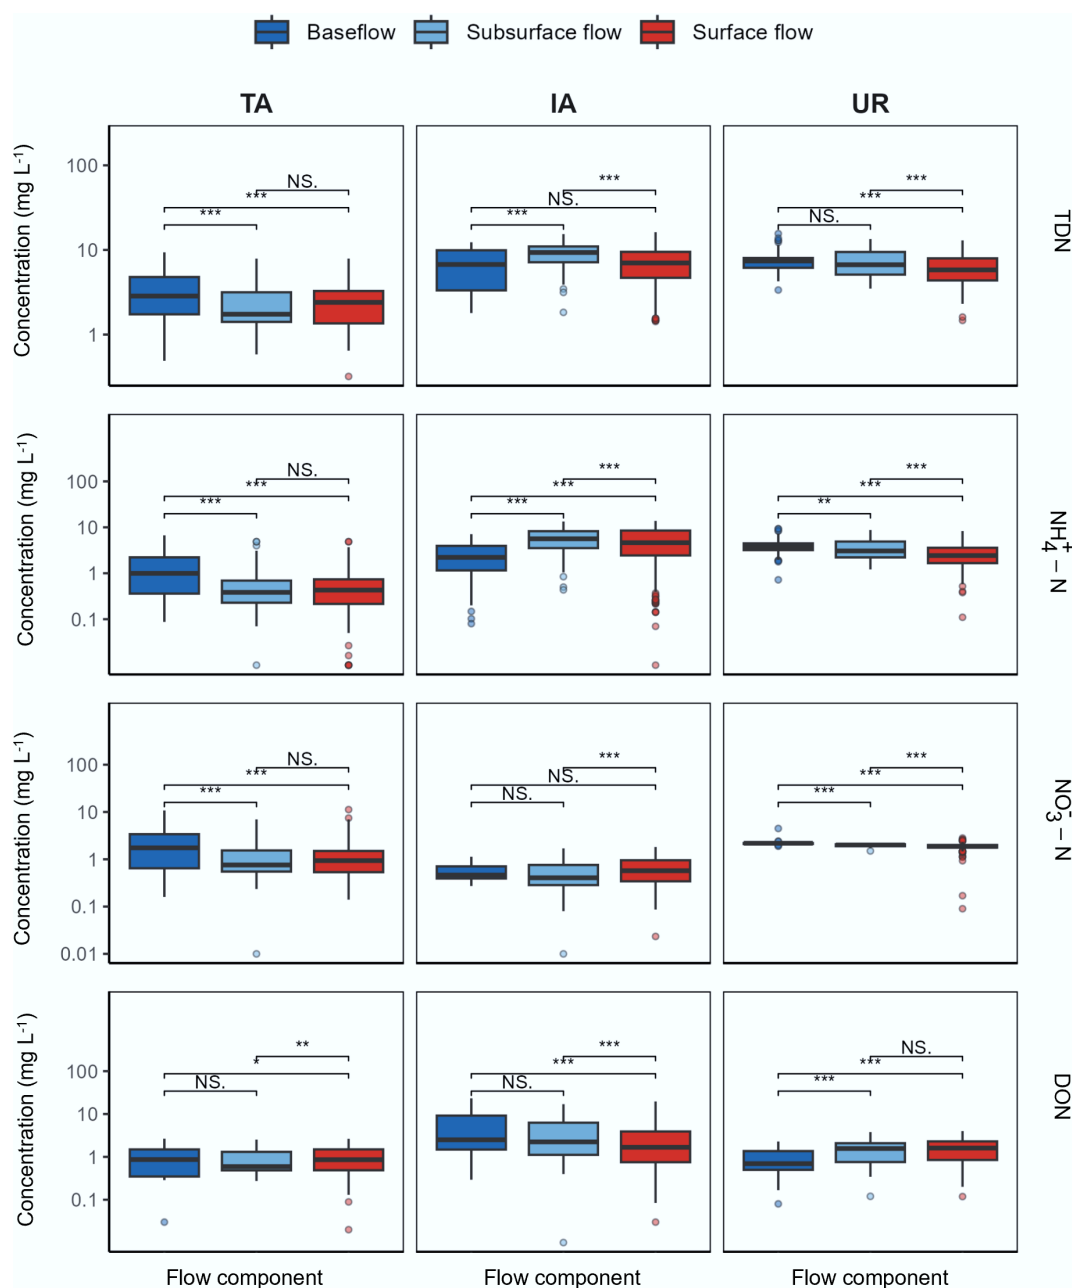 Baseflow Subsurface flow Surface flow
TA IA UR
Concentration (mg L-1)
100
10
1
***
***
NS.
***
NS.
***
NS.
***
***
TDN
Concentration (mg L-1)
100
10
1
0.1
***
***
NS.
***
***
***
**
***
***
NH4+ – N
Concentration (mg L-1)
100
10
1
0.1
0.01
***
***
NS.
NS.
NS.
***
***
***
***
NO3- – N
Concentration (mg L-1)
100
10
1
0.1
NS.
*
**
NS.
***
***
***
***
NS.
DON
Flow component Flow component Flow component